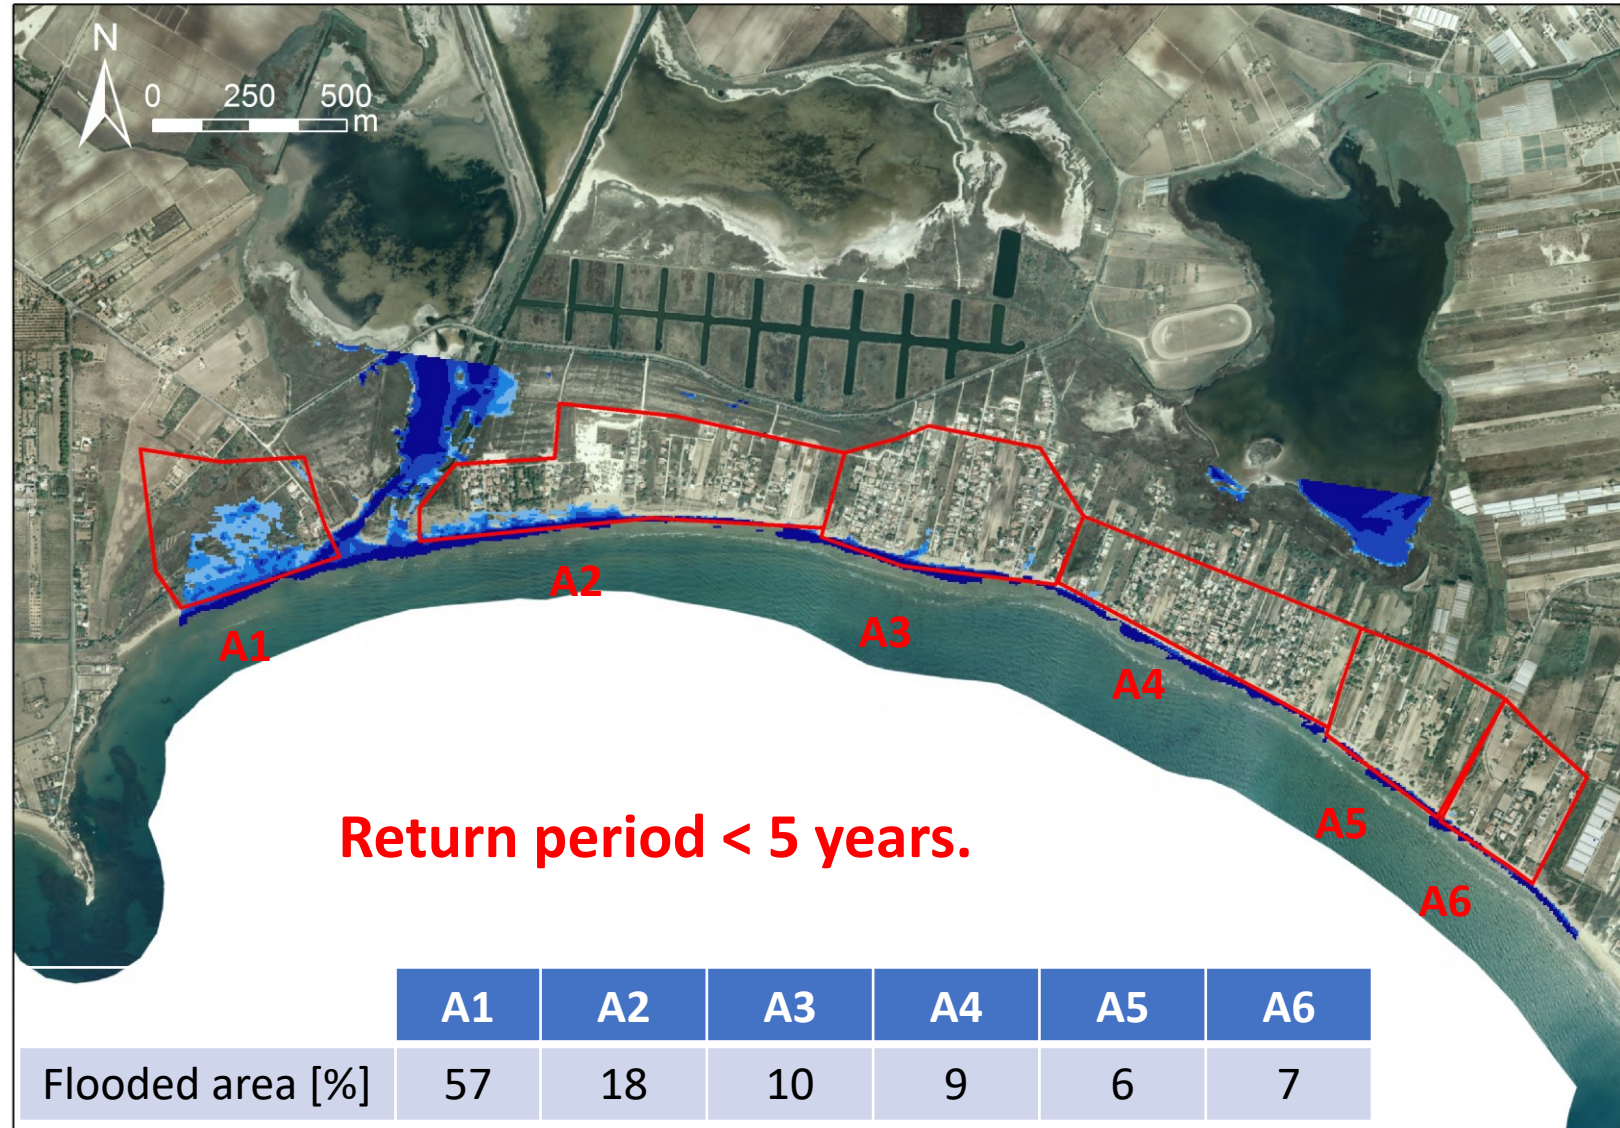 N
0 250 500
m
A1
A2
A3
A4
A5
A6
Return period < 5 years.
A1 A2 A3 A4 A5 A6
Flooded area [%] 57 18 10 9 6 7